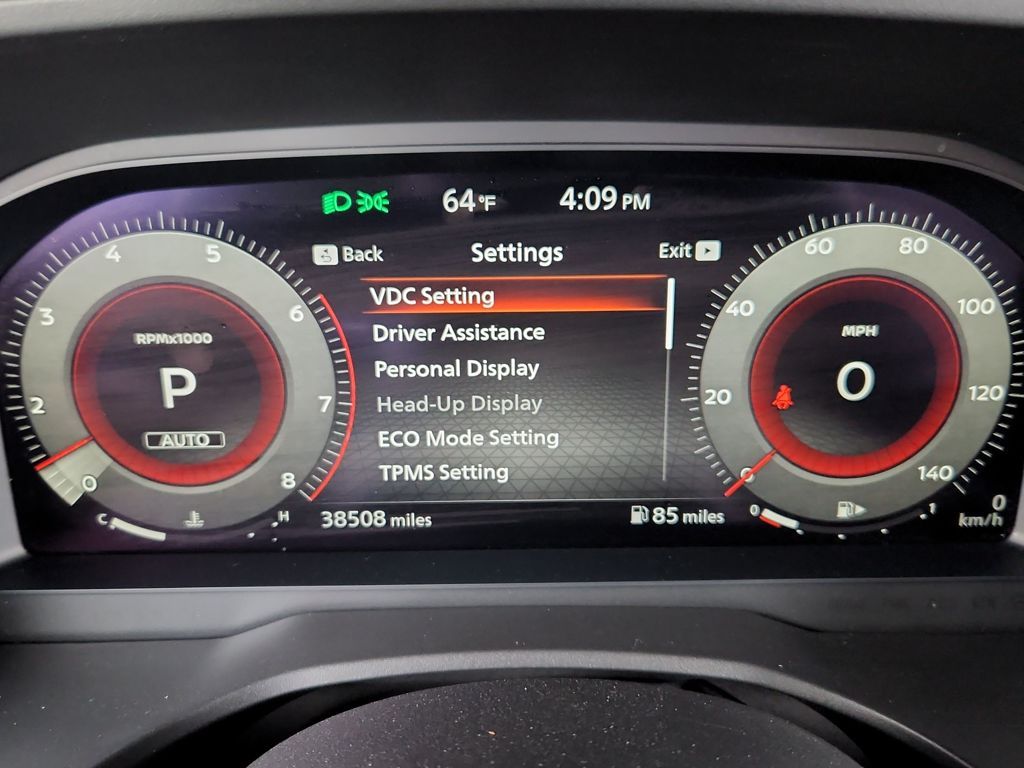 64°F 4:09 PM
Back Settings Exit
VDC Setting
Driver Assistance
Personal Display
Head-Up Display
ECO Mode Setting
TPMS Setting
38508 miles 85 miles
RPMx1000
P
AUTO
0 2 3 4 5 6 7 8
C H
MPH
0
0 20 40 60 80 100 120 140
0 1
0
km/h